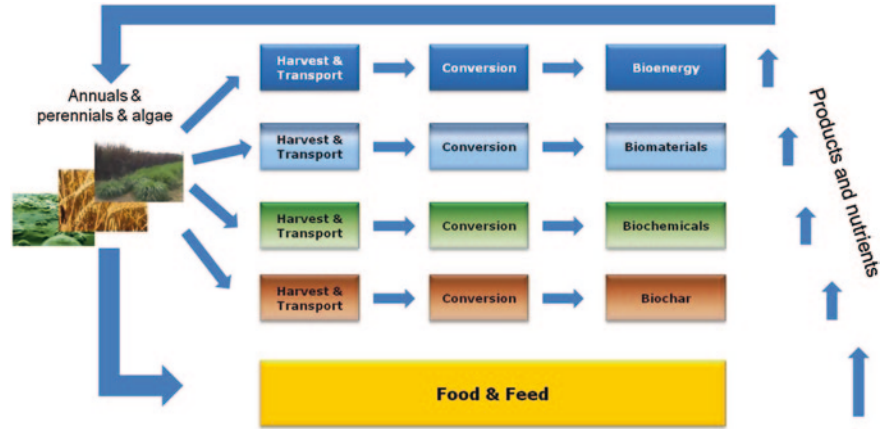 Annuals &
perennials & algae
Harvest &
Transport
Conversion
Bioenergy
Harvest &
Transport
Conversion
Biomaterials
Harvest &
Transport
Conversion
Biochemicals
Harvest &
Transport
Conversion
Biochar
Food & Feed
Products and nutrients